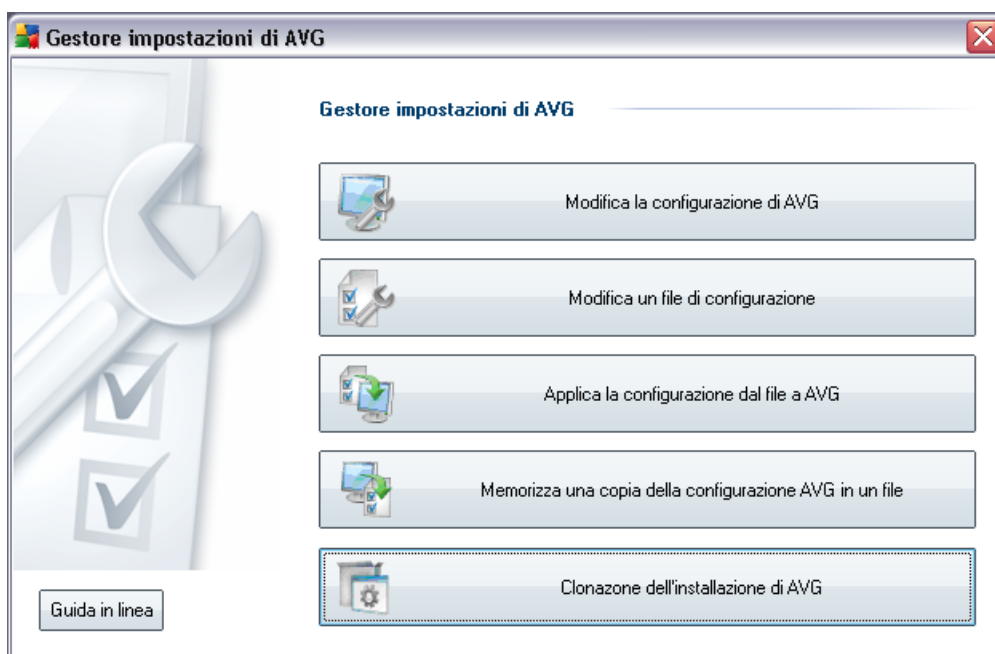 Gestore impostazioni di AVG
Gestore impostazioni di AVG
Modifica la configurazione di AVG
Modifica un file di configurazione
Applica la configurazione dal file a AVG
Memorizza una copia della configurazione AVG in un file
Clonazone dell'installazione di AVG
Guida in linea